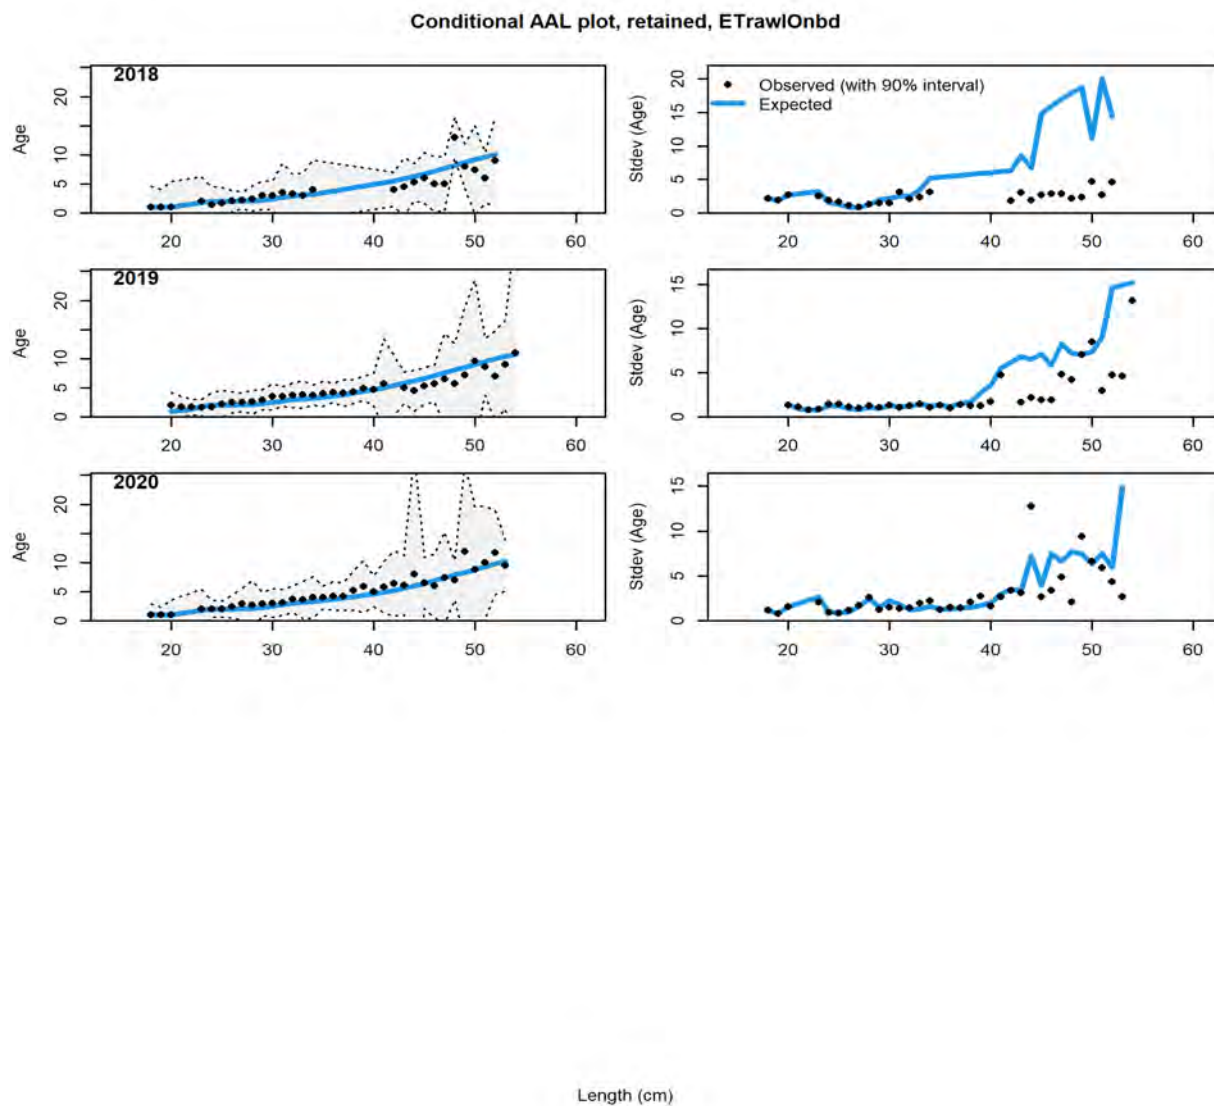 Conditional AAL plot, retained, ETrawlOnbd
2018
Age
0 5 10 20
20 30 40 50 60
Stdev (Age)
0 5 10 15 20
Observed (with 90% interval)
Expected
20 30 40 50 60
2019
Age
0 5 10 20
20 30 40 50 60
Stdev (Age)
0 5 10 15
20 30 40 50 60
2020
Age
0 5 10 20
20 30 40 50 60
Stdev (Age)
0 5 10 15
20 30 40 50 60
Length (cm)